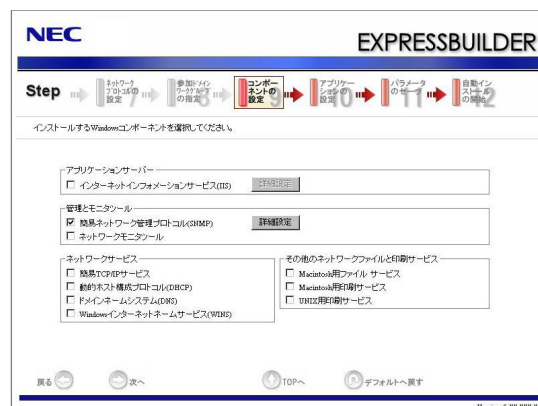 NEC
EXPRESSBUILDER
Step
ネットワーク
プロトコルの
設定 7
参加ドメイン
ワークグループ
の指定 8
コンポー
ネントの
設定 9
アプリケー
ションの
設定 10
パラメータ
のセーブ 11
自動イン
ストール
の開始 12
インストールするWindowsコンポーネントを選択してください。
アプリケーションサーバー
インターネットインフォメーションサービス(IIS)
詳細設定
管理とモニタツール
簡易ネットワーク管理プロトコル(SNMP)
詳細設定
ネットワークモニタツール
ネットワークサービス
簡易TCP/IPサービス
動的ホスト構成プロトコル(DHCP)
ドメインネームシステム(DNS)
Windowsインターネットネームサービス(WINS)
その他のネットワークファイルと印刷サービス
Macintosh用ファイル サービス
Macintosh用印刷サービス
UNIX用印刷サービス
戻る
次へ
TOPへ
デフォルトへ戻す